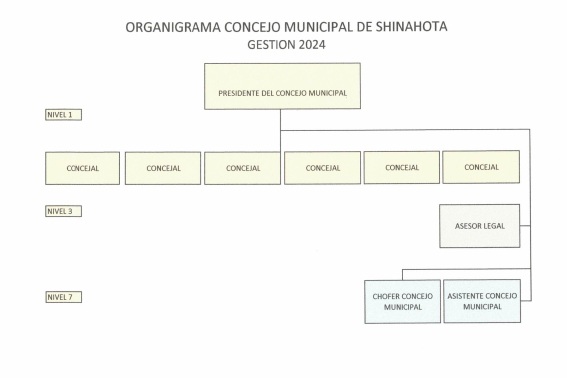 ORGANIGRAMA CONCEJO MUNICIPAL DE SHINAHOTA
GESTION 2024
PRESIDENTE DEL CONCEJO MUNICIPAL
NIVEL 1
CONCEJAL
CONCEJAL
CONCEJAL
CONCEJAL
CONCEJAL
CONCEJAL
NIVEL 3
ASESOR LEGAL
NIVEL 7
CHOFER CONCEJO
MUNICIPAL
ASISTENTE CONCEJO
MUNICIPAL